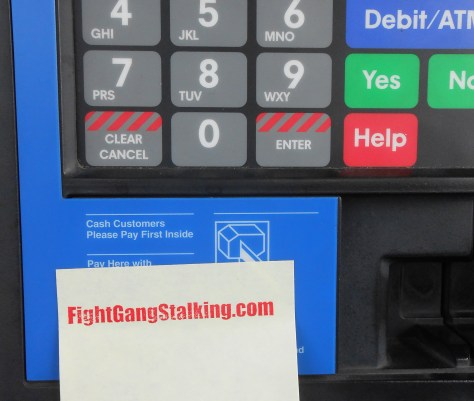 4 5 6 Debit/ATM
GHI JKL MNO
7 8 9 Yes No
PRS TUV WXY
CLEAR CANCEL 0 ENTER Help
Cash Customers
Please Pay First Inside
Pay Here with
FightGangStalking.com